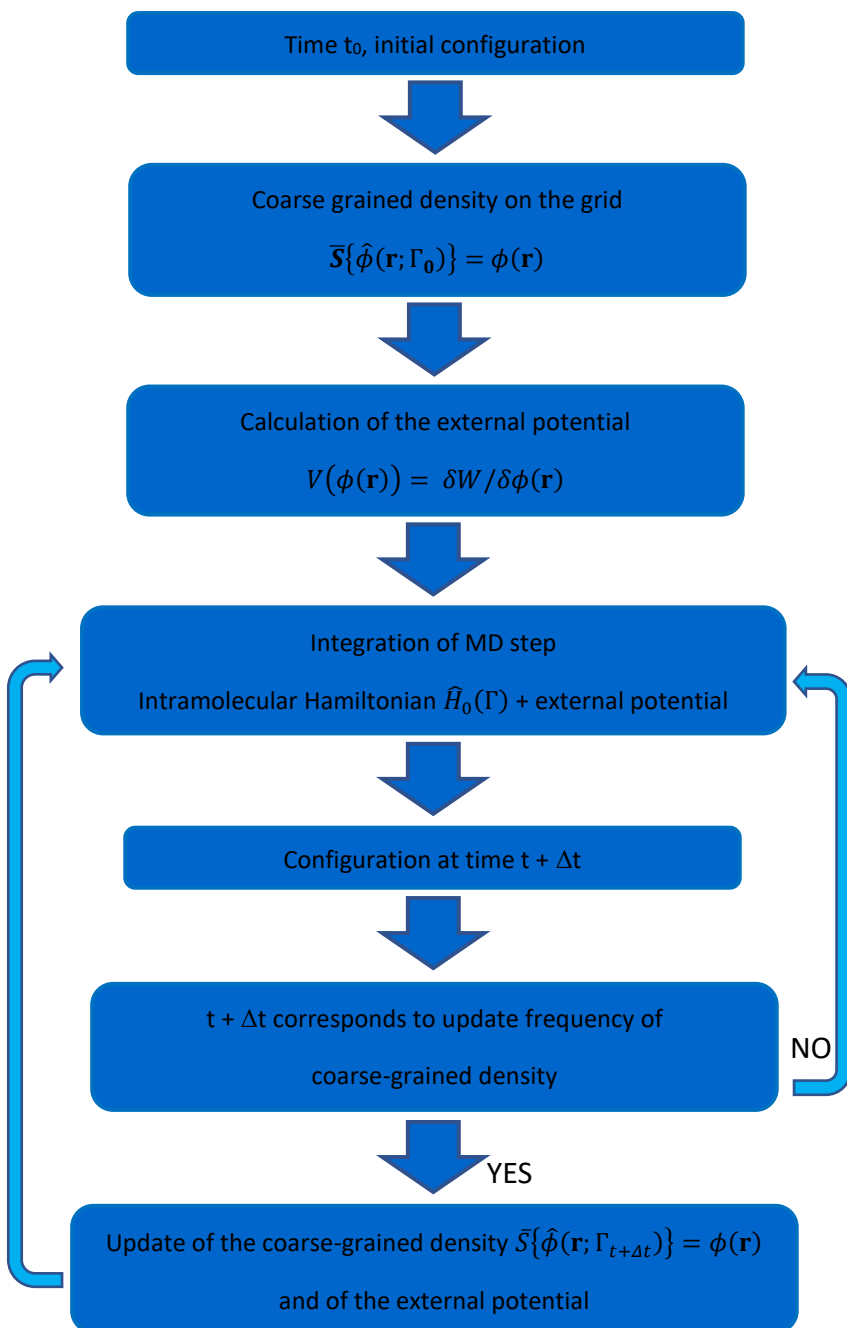 Time t₀, initial configuration
Coarse grained density on the grid
S̄{ϕ̂(r; Γ₀)} = ϕ(r)
Calculation of the external potential
V(ϕ(r)) = δW/δϕ(r)
Integration of MD step
Intramolecular Hamiltonian Ĥ₀(Γ) + external potential
Configuration at time t + Δt
t + Δt corresponds to update frequency of
coarse-grained density
NO
YES
Update of the coarse-grained density S̄{ϕ̂(r; Γₜ₊Δₜ)} = ϕ(r)
and of the external potential